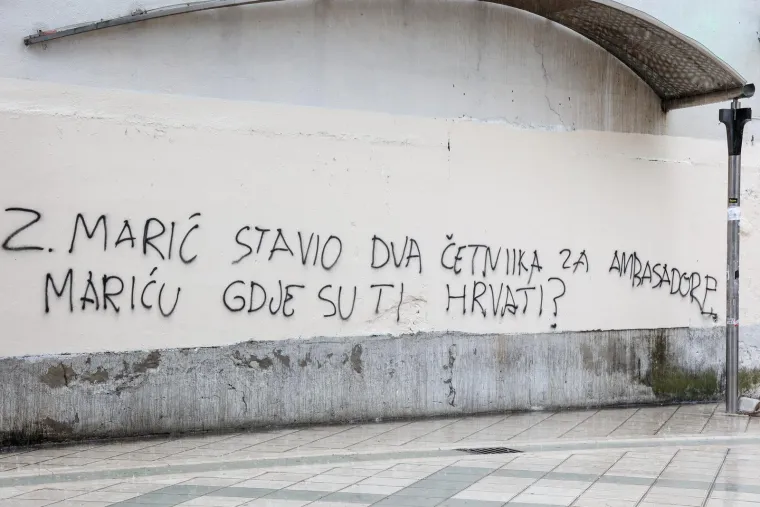 Z. MARIĆ STAVIO DVA ČETNIIKA ZA AMBASADORE.
MARIĆU GDJE SU TI HRVATI?